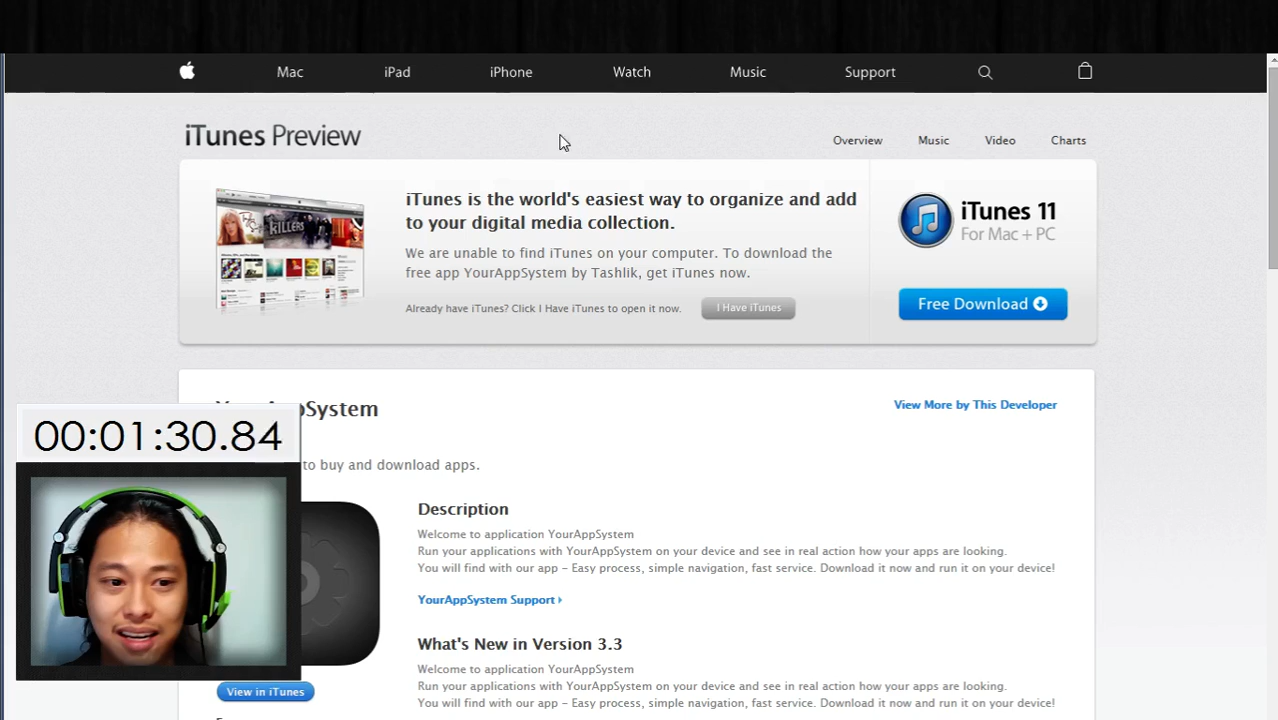 Mac iPad iPhone Watch Music Support
iTunes Preview
Overview Music Video Charts
iTunes is the world's easiest way to organize and add
to your digital media collection.
We are unable to find iTunes on your computer. To download the
free app YourAppSystem by Tashlik, get iTunes now.
Already have iTunes? Click I Have iTunes to open it now.
I Have iTunes
iTunes 11
For Mac + PC
Free Download
System
View More by This Developer
00:01:30.84
to buy and download apps.
Description
Welcome to application YourAppSystem
Run your applications with YourAppSystem on your device and see in real action how your apps are looking.
You will find with our app – Easy process, simple navigation, fast service. Download it now and run it on your device!
YourAppSystem Support
What's New in Version 3.3
Welcome to application YourAppSystem
Run your applications with YourAppSystem on your device and see in real action how your apps are looking.
You will find with our app – Easy process, simple navigation, fast service. Download it now and run it on your device!
View in iTunes